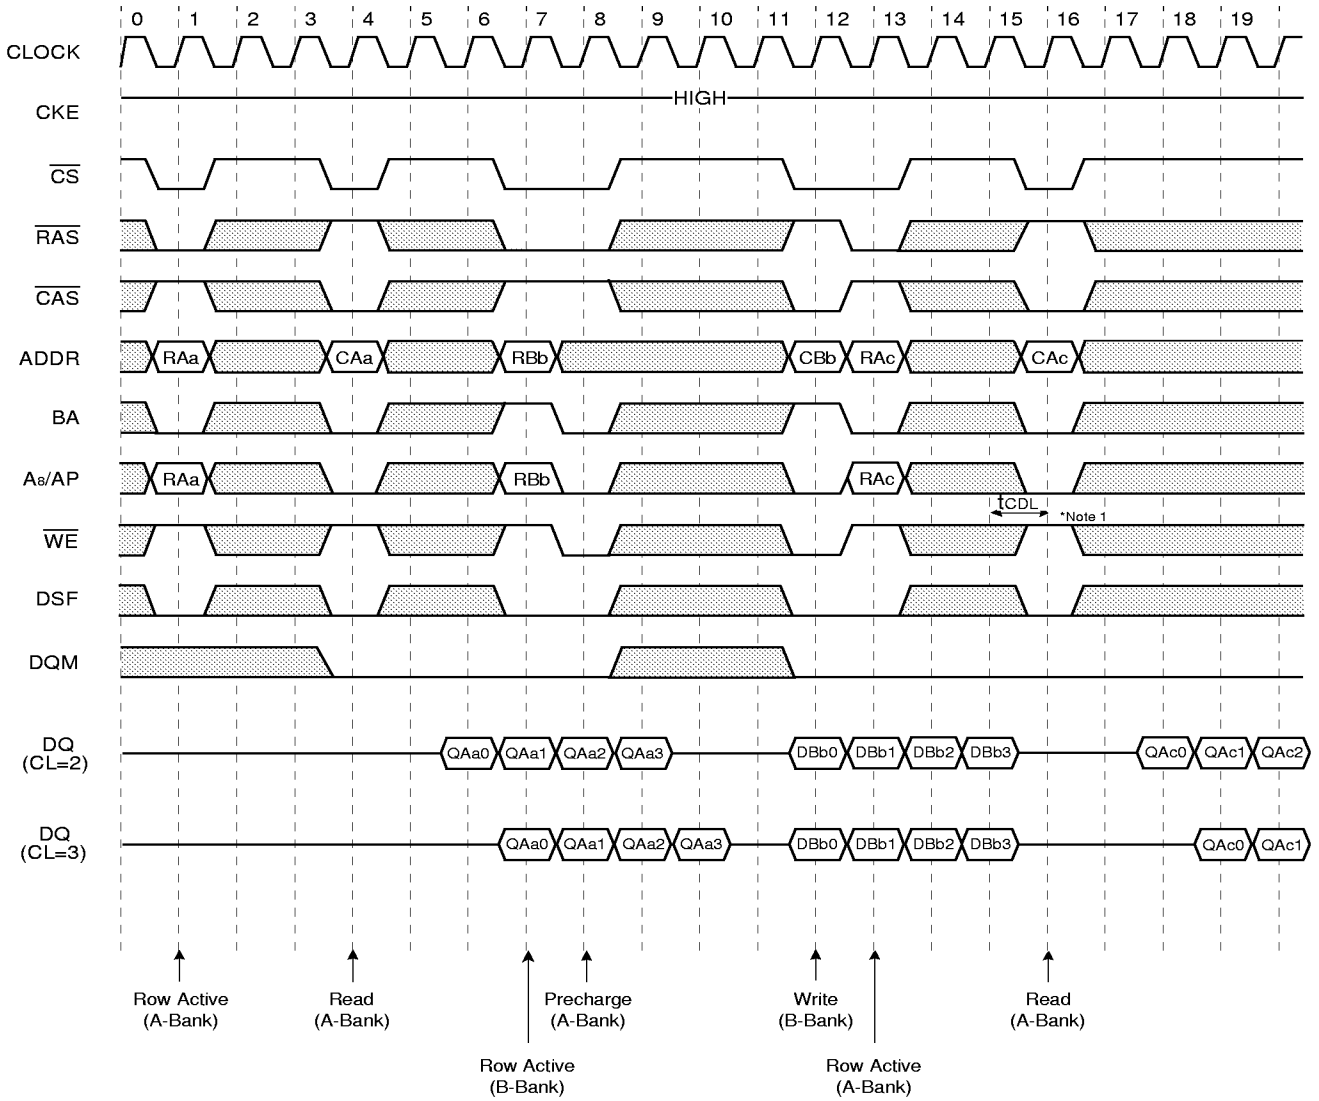 0 1 2 3 4 5 6 7 8 9 10 11 12 13 14 15 16 17 18 19
CLOCK
HIGH
CKE
CS
RAS
CAS
ADDR RAa CAa RBb CBb RAc CAc
BA
A8/AP RAa RBb RAc
tCDL *Note 1
WE
DSF
DQM
DQ
(CL=2) QAa0 QAa1 QAa2 QAa3 DBb0 DBb1 DBb2 DBb3 QAc0 QAc1 QAc2
DQ
(CL=3) QAa0 QAa1 QAa2 QAa3 DBb0 DBb1 DBb2 DBb3 QAc0 QAc1
Row Active
(A-Bank)
Read
(A-Bank)
Precharge
(A-Bank)
Write
(B-Bank)
Read
(A-Bank)
Row Active
(B-Bank)
Row Active
(A-Bank)